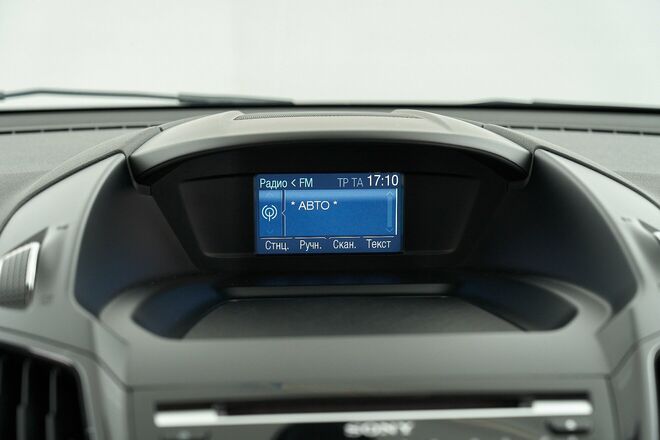 Радио < FM TP TA 17:10
* АВТО *
Стнц. Ручн. Скан. Текст
SONY